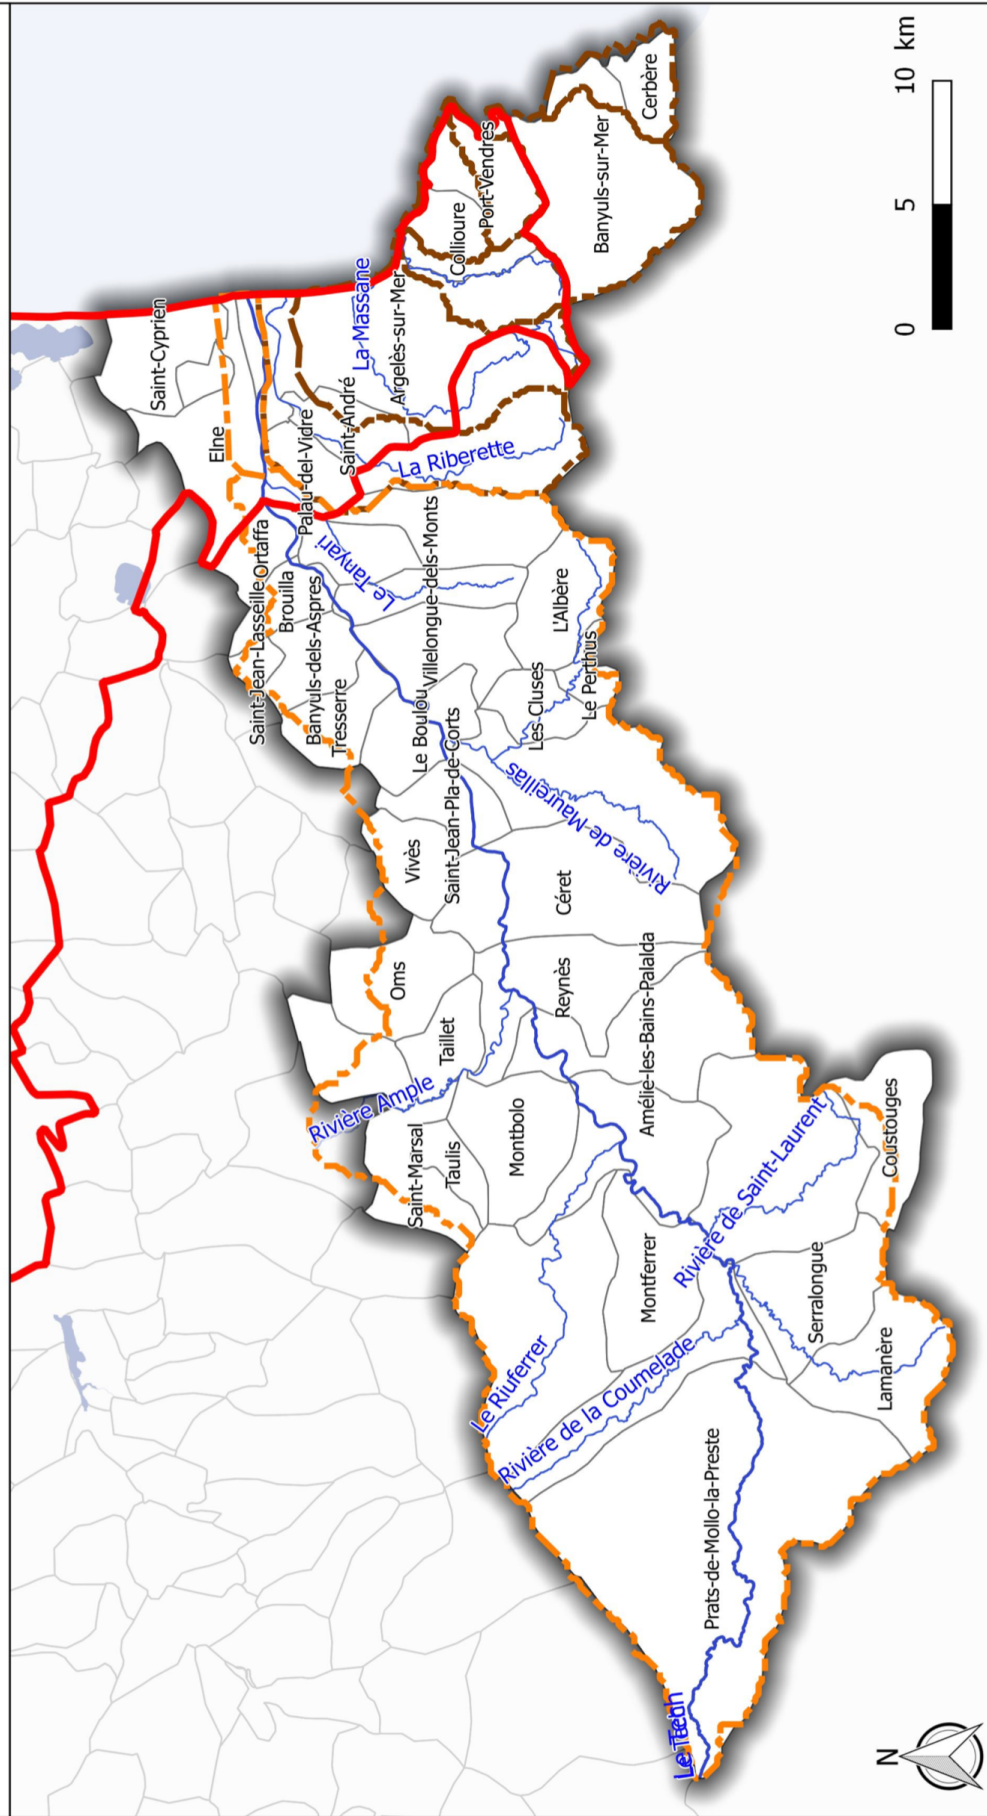 Saint-Cyprien
Elne
Palau-del-Vidre
Saint-André
La Massane
Argelès-sur-Mer
Collioure
Port-Vendres
Banyuls-sur-Mer
Cerbère
La Riberette
Ortaffa
Saint-Jean-Lasseille
Brouilla
Banyuls-dels-Aspres
Tresserre
Le Tanyari
Villelongue-dels-Monts
L'Albère
Le Perthus
Les Cluses
Le Boulou
Saint-Jean-Pla-de-Corts
Rivière de Maureillas
Vivès
Céret
Oms
Taillet
Reynès
Amélie-les-Bains-Palalda
Rivière Ample
Saint-Marsal
Taulis
Montbolo
Coustouges
Rivière de Saint-Laurent
Montferrer
Serralongue
Lamanère
Le Riuferrer
Rivière de la Coumelade
Prats-de-Mollo-la-Preste
Le Tech
N
0 5 10 km